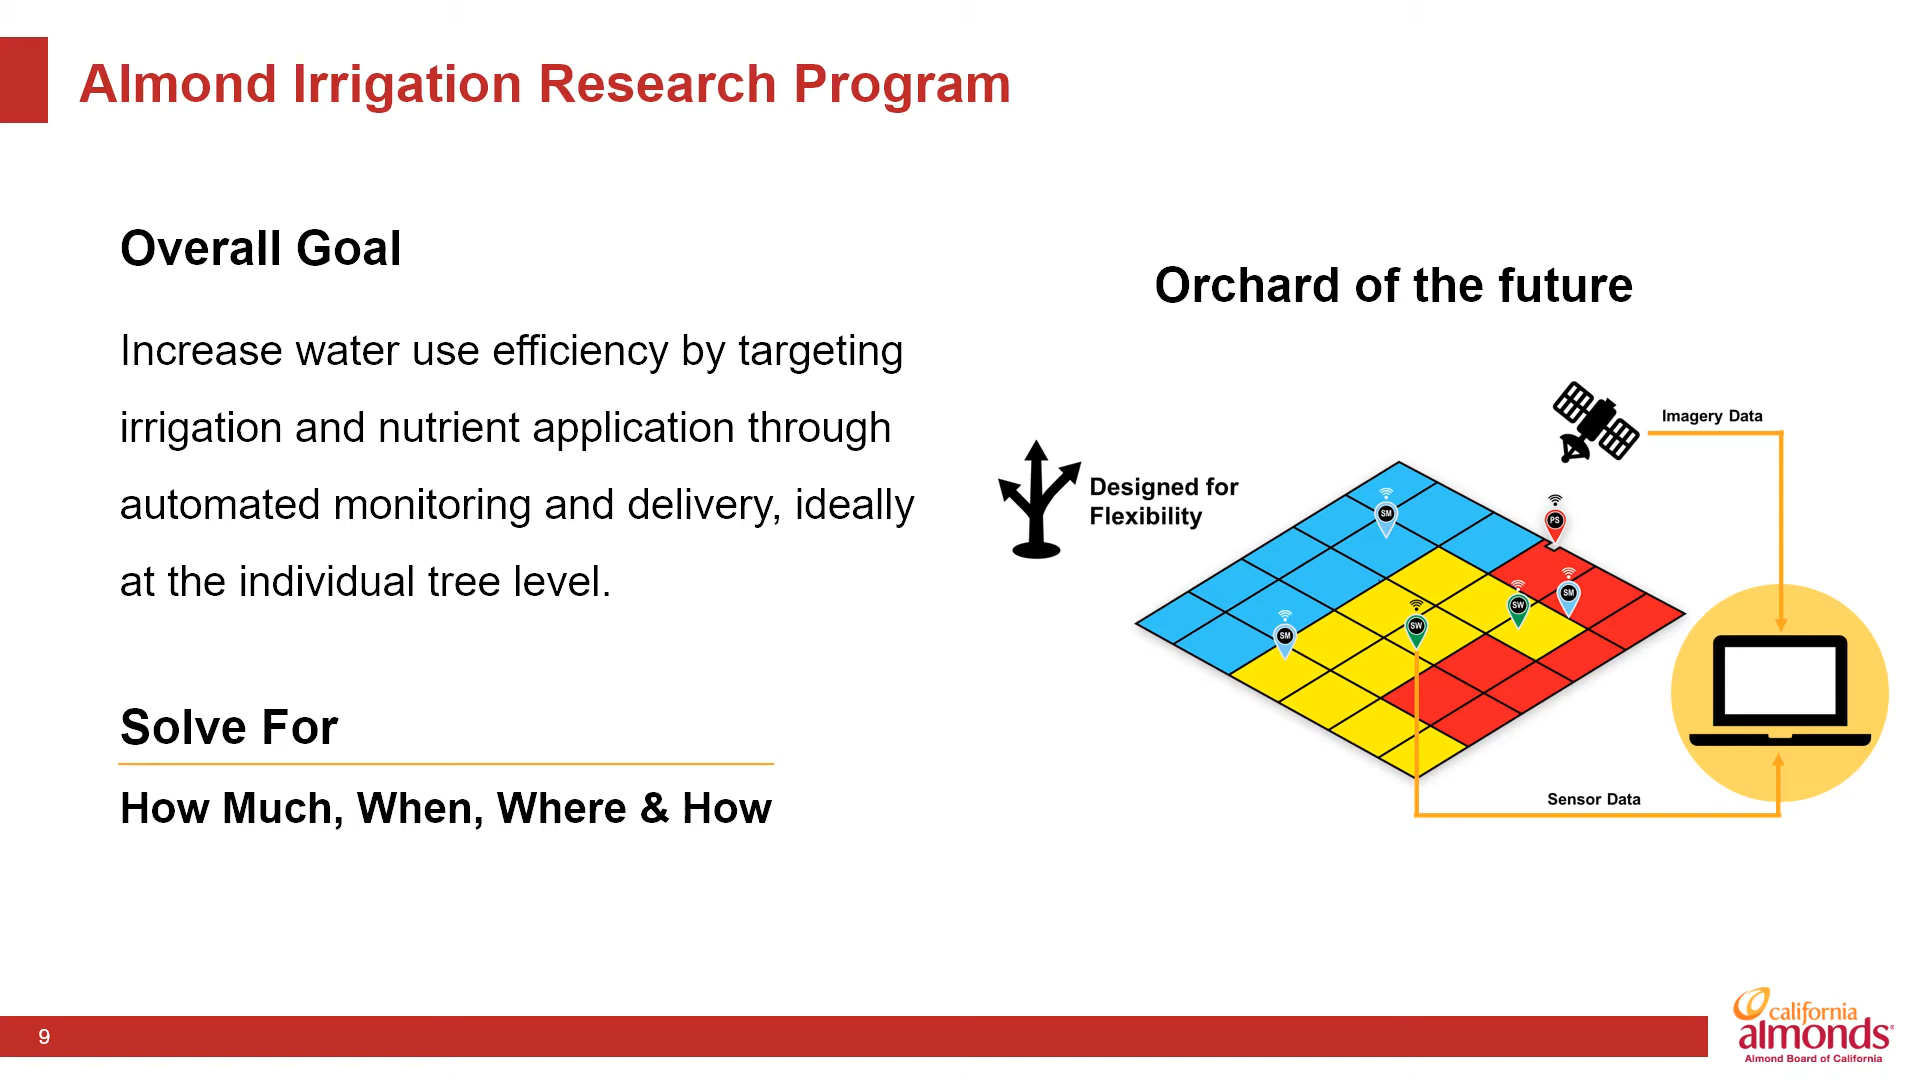 Almond Irrigation Research Program
Overall Goal
Increase water use efficiency by targeting
irrigation and nutrient application through
automated monitoring and delivery, ideally
at the individual tree level.
Solve For
How Much, When, Where & How
Orchard of the future
Designed for
Flexibility
Imagery Data
SM
PS
SM
SW
SW
SM
Sensor Data
9
california
almonds®
Almond Board of California